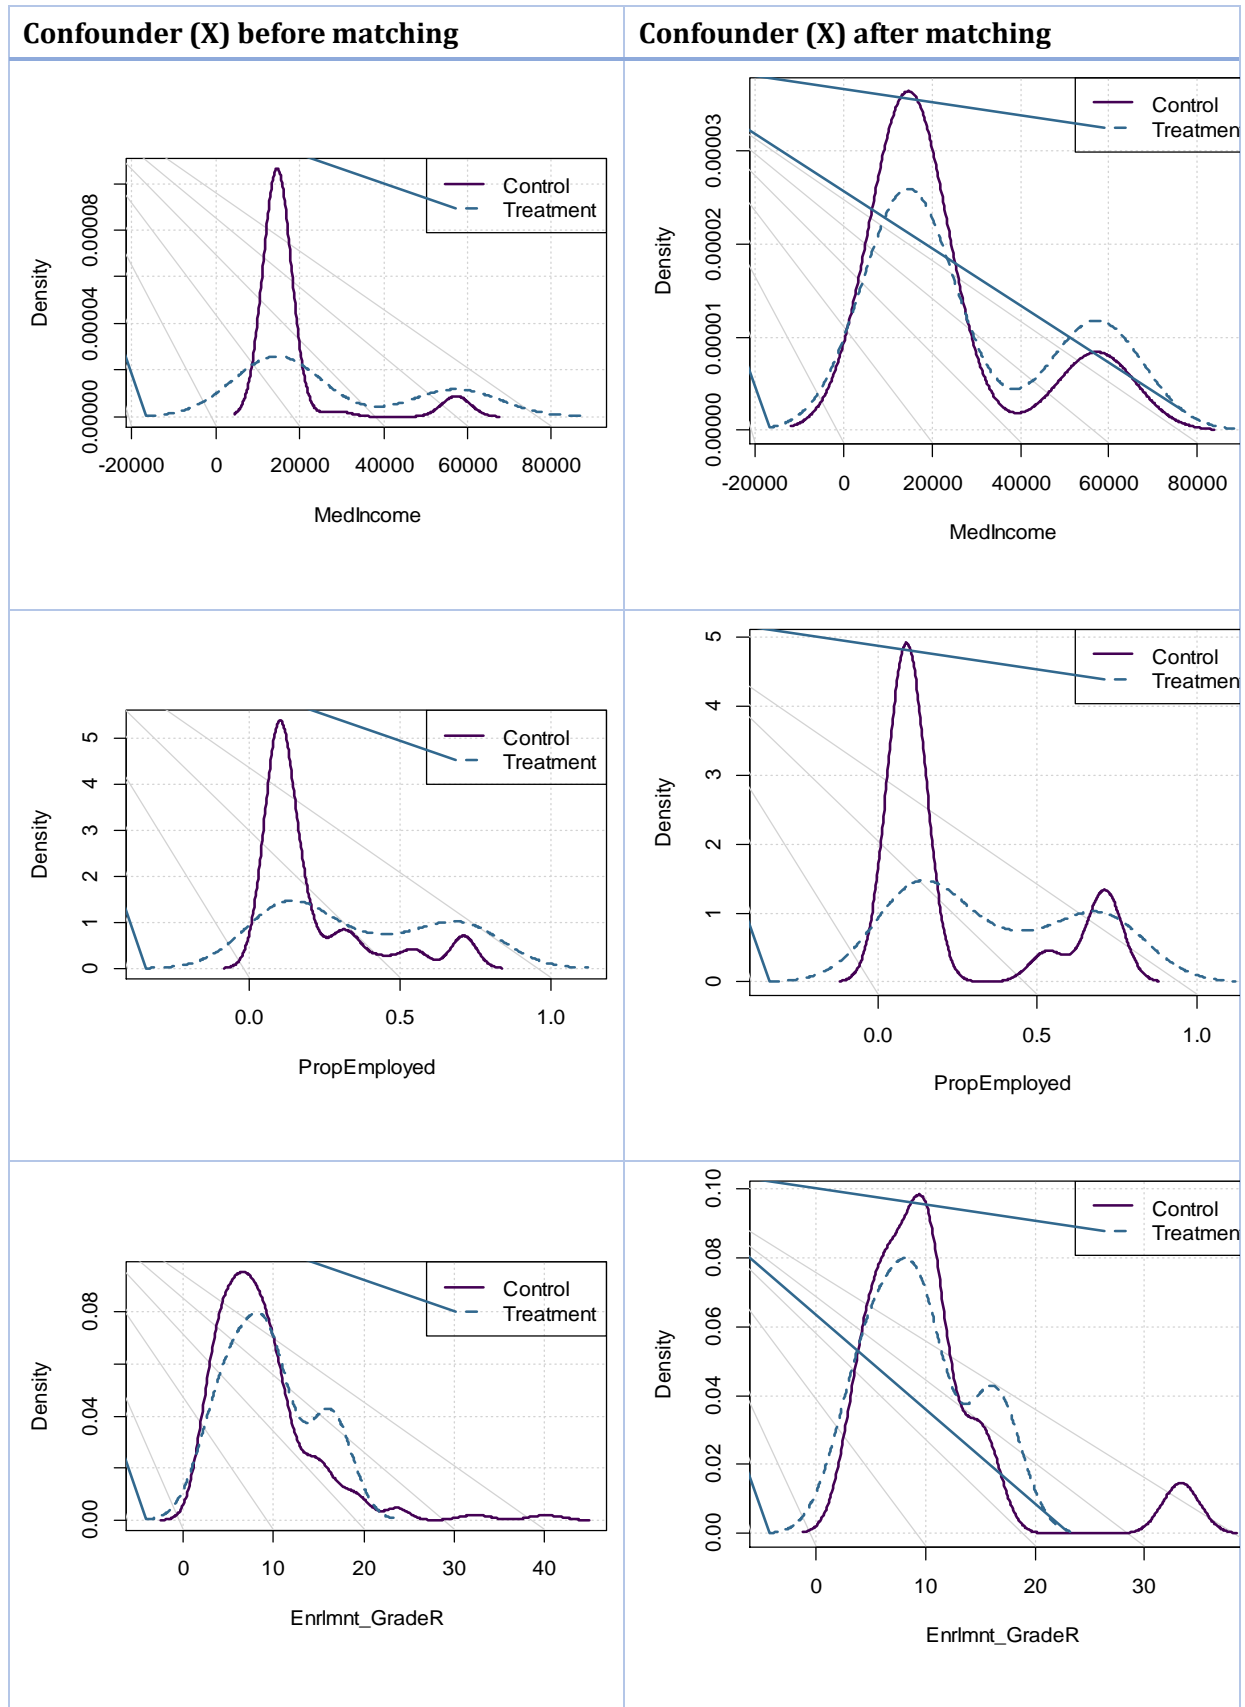 Confounder (X) before matching
Confounder (X) after matching
Control
Treatment
Density
0.00000
0.00004
0.00008
-20000 0 20000 40000 60000 80000
MedIncome
Control
Treatmen
Density
0.00000
0.00001
0.00002
0.00003
-20000 0 20000 40000 60000 80000
MedIncome
Control
Treatment
Density
0 1 2 3 4 5
0.0 0.5 1.0
PropEmployed
Control
Treatmen
Density
0 1 2 3 4 5
0.0 0.5 1.0
PropEmployed
Control
Treatment
Density
0.00 0.04 0.08
0 10 20 30 40
Enrlmnt_GradeR
Control
Treatmen
Density
0.00 0.02 0.04 0.06 0.08 0.10
0 10 20 30
Enrlmnt_GradeR